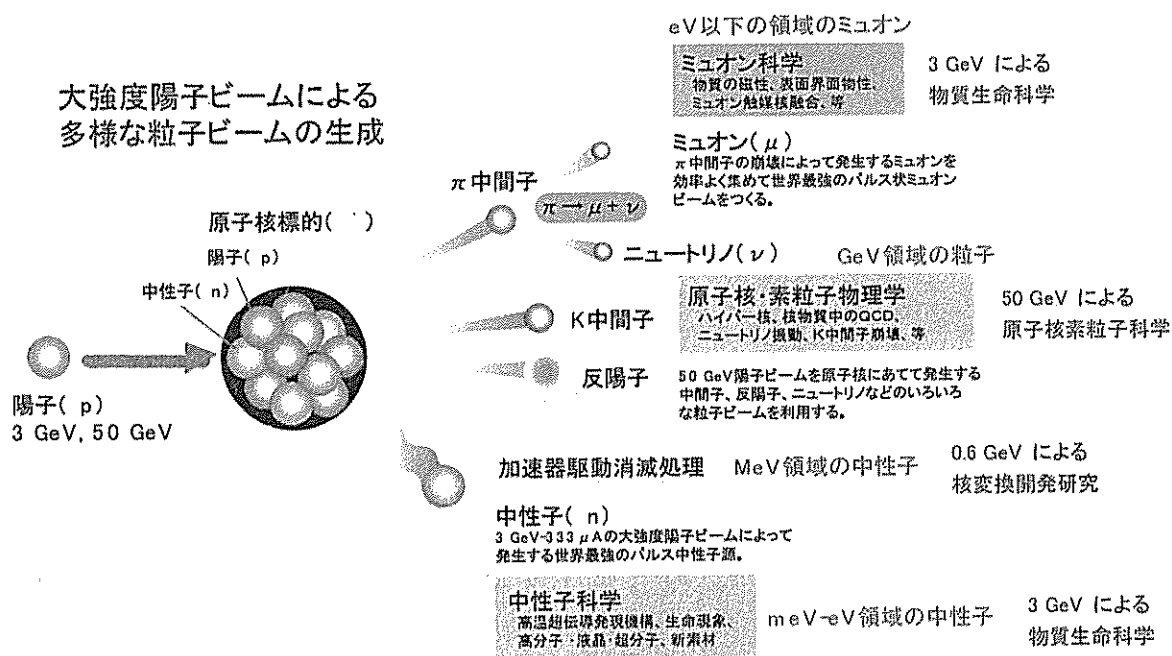 大強度陽子ビームによる
多様な粒子ビームの生成
eV以下の領域のミュオン
ミュオン科学
物質の磁性、表面界面物性、
ミュオン触媒核融合、等
3 GeV による
物質生命科学
ミュオン(μ)
π中間子の崩壊によって発生するミュオンを
効率よく集めて世界最強のパルス状ミュオン
ビームをつくる。
π中間子
π→μ+ν
ニュートリノ(ν)
GeV領域の粒子
原子核標的( )
陽子( p)
中性子( n)
陽子( p)
3 GeV, 50 GeV
K中間子
原子核・素粒子物理学
ハイパー核、核物質中のQCD、
ニュートリノ振動、K中間子崩壊、等
50 GeV による
原子核素粒子科学
反陽子
50 GeV陽子ビームを原子核にあてて発生する
中間子、反陽子、ニュートリノなどのいろいろ
な粒子ビームを利用する。
加速器駆動消滅処理
MeV領域の中性子
0.6 GeV による
核変換開発研究
中性子( n)
3 GeV-333 μAの大強度陽子ビームによって
発生する世界最強のパルス中性子源。
中性子科学
高温超伝導発現機構、生命現象、
高分子・液晶・超分子、新素材
meV-eV領域の中性子
3 GeV による
物質生命科学